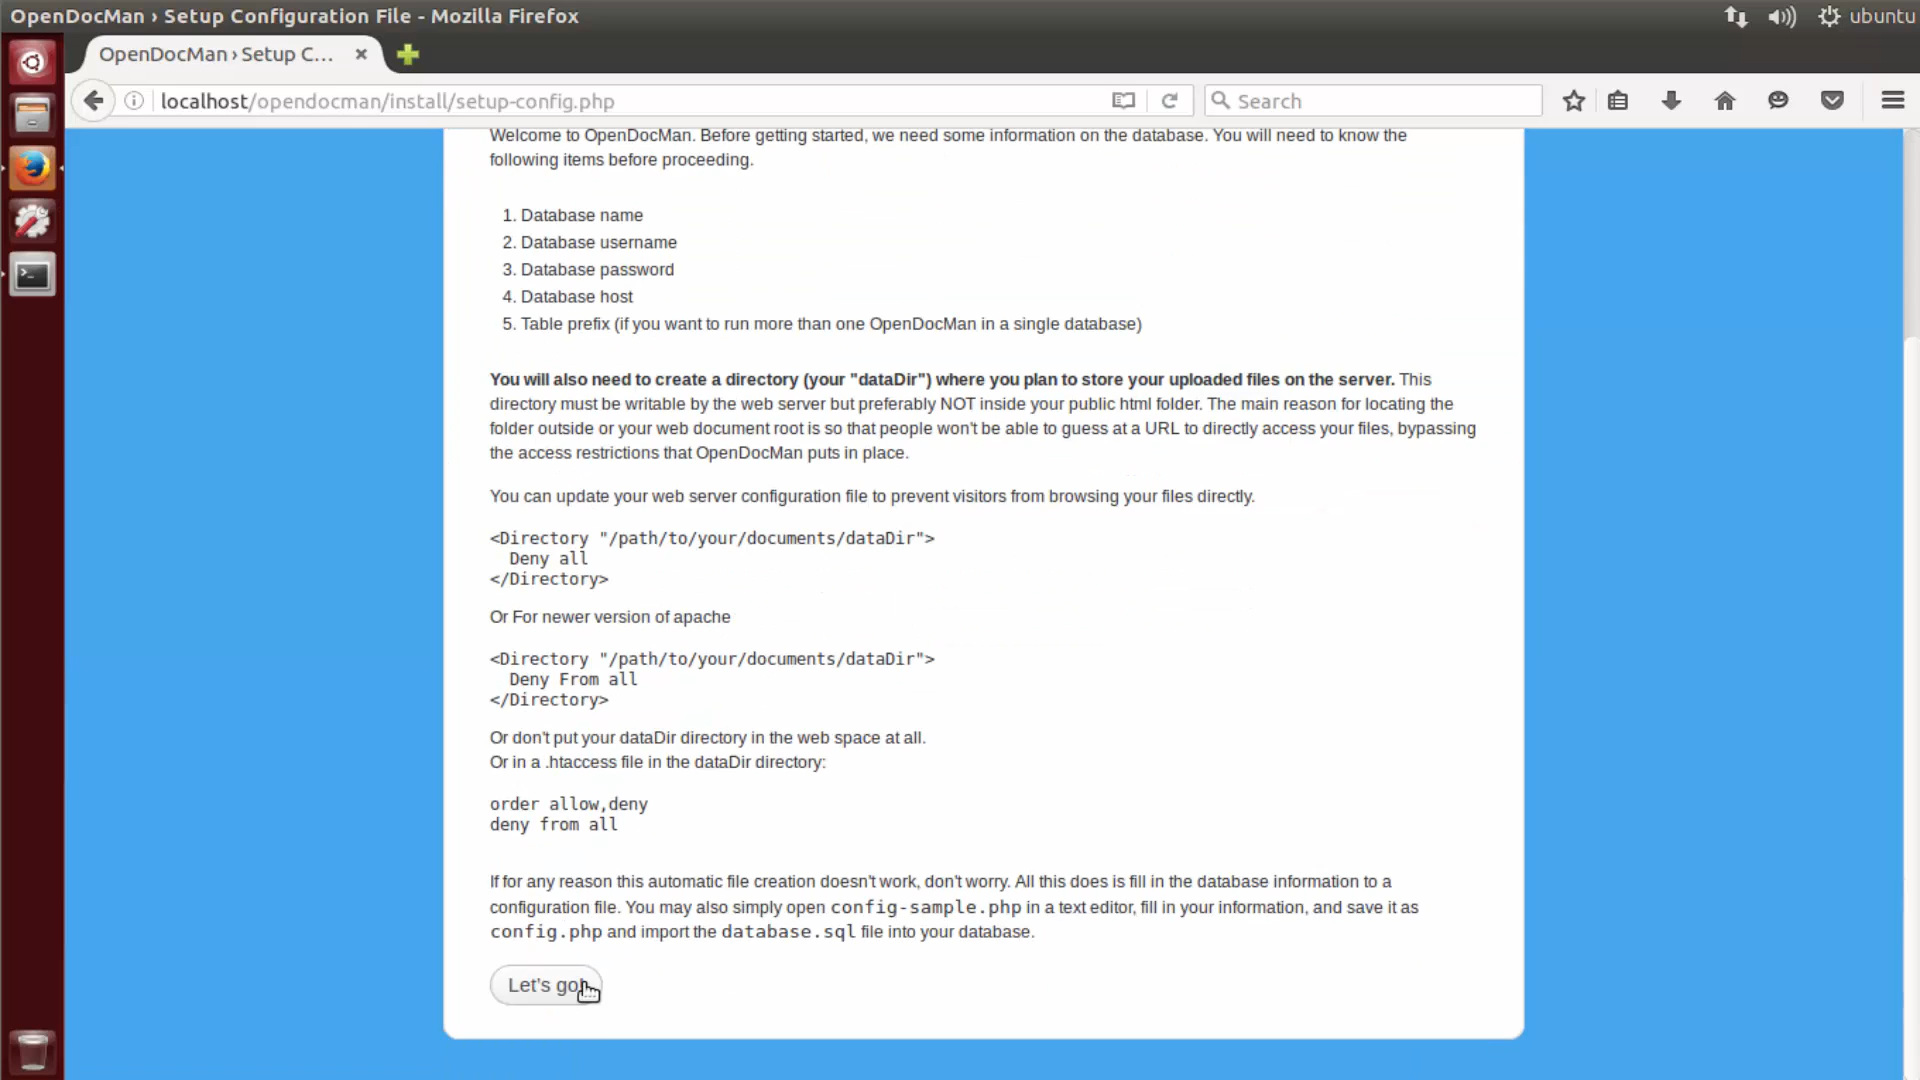 OpenDocMan › Setup Configuration File - Mozilla Firefox
ubuntu
OpenDocMan › Setup C...
localhost/opendocman/install/setup-config.php
Search
Welcome to OpenDocMan. Before getting started, we need some information on the database. You will need to know the
following items before proceeding.
1. Database name
2. Database username
3. Database password
4. Database host
5. Table prefix (if you want to run more than one OpenDocMan in a single database)
You will also need to create a directory (your "dataDir") where you plan to store your uploaded files on the server. This
directory must be writable by the web server but preferably NOT inside your public html folder. The main reason for locating the
folder outside or your web document root is so that people won't be able to guess at a URL to directly access your files, bypassing
the access restrictions that OpenDocMan puts in place.
You can update your web server configuration file to prevent visitors from browsing your files directly.
<Directory "/path/to/your/documents/dataDir">
Deny all
</Directory>
Or For newer version of apache
<Directory "/path/to/your/documents/dataDir">
Deny From all
</Directory>
Or don't put your dataDir directory in the web space at all.
Or in a .htaccess file in the dataDir directory:
order allow,deny
deny from all
If for any reason this automatic file creation doesn't work, don't worry. All this does is fill in the database information to a
configuration file. You may also simply open config-sample.php in a text editor, fill in your information, and save it as
config.php and import the database.sql file into your database.
Let's go!